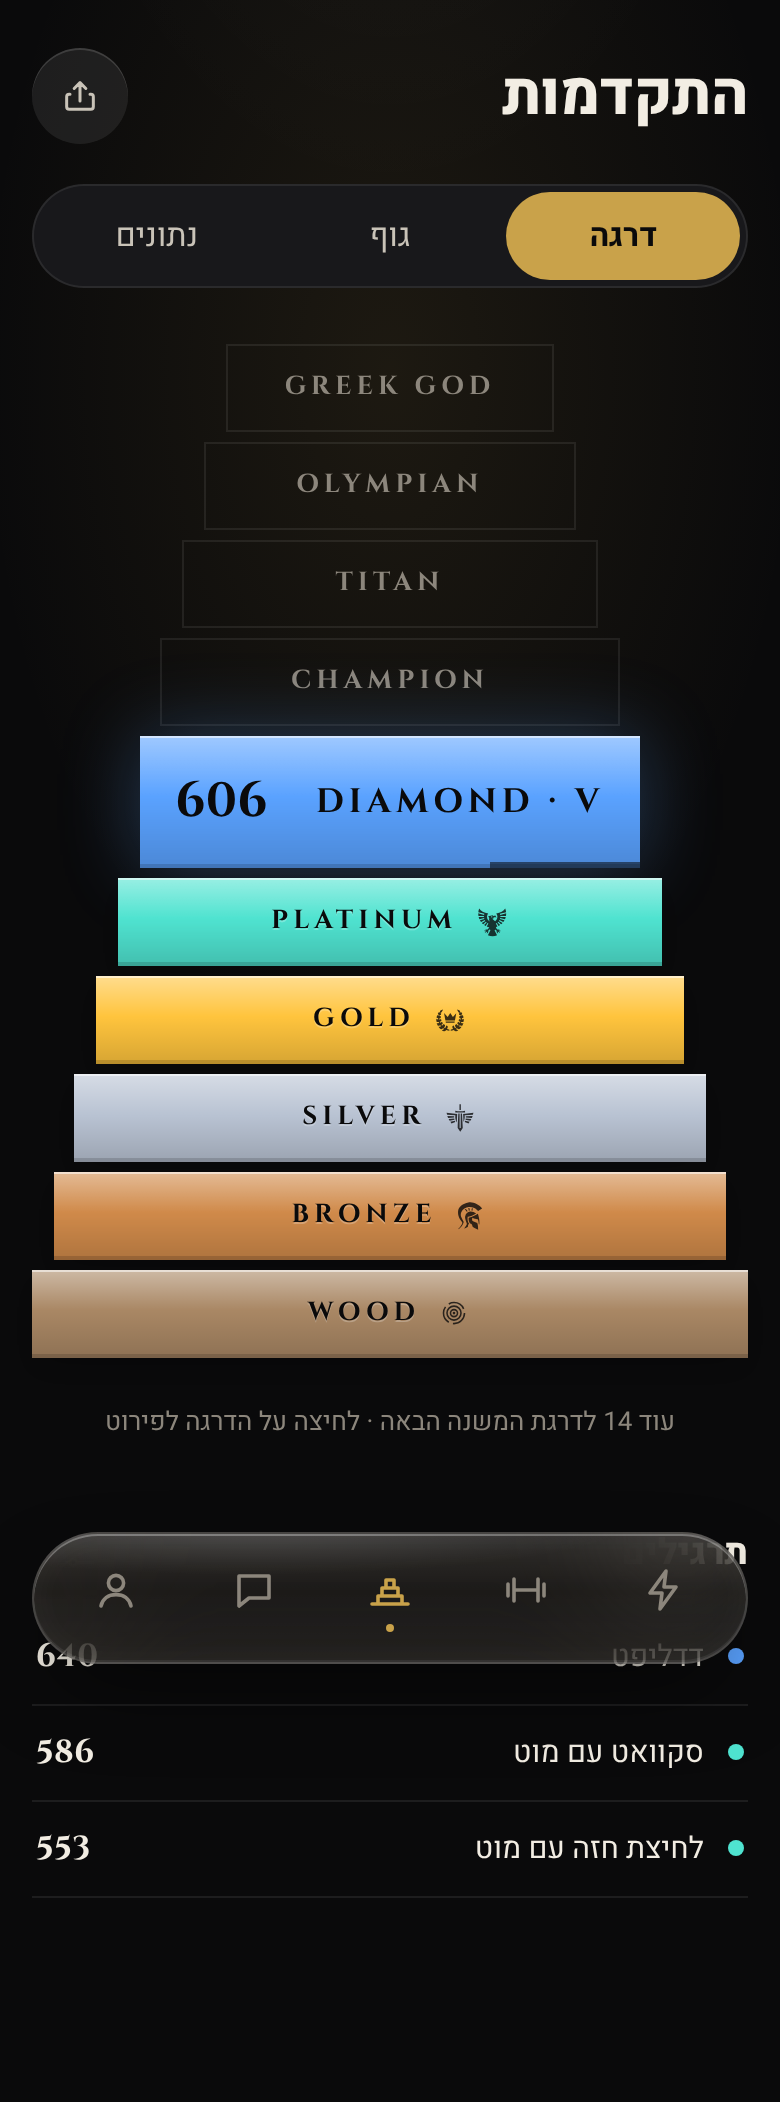 התקדמות
דרגה גוף נתונים
GREEK GOD
OLYMPIAN
TITAN
CHAMPION
606 DIAMOND · V
PLATINUM
GOLD
SILVER
BRONZE
WOOD
עוד 14 לדרגת המשנה הבאה · לחיצה על הדרגה לפירוט
דדליפט 640
סקוואט עם מוט 586
לחיצת חזה עם מוט 553